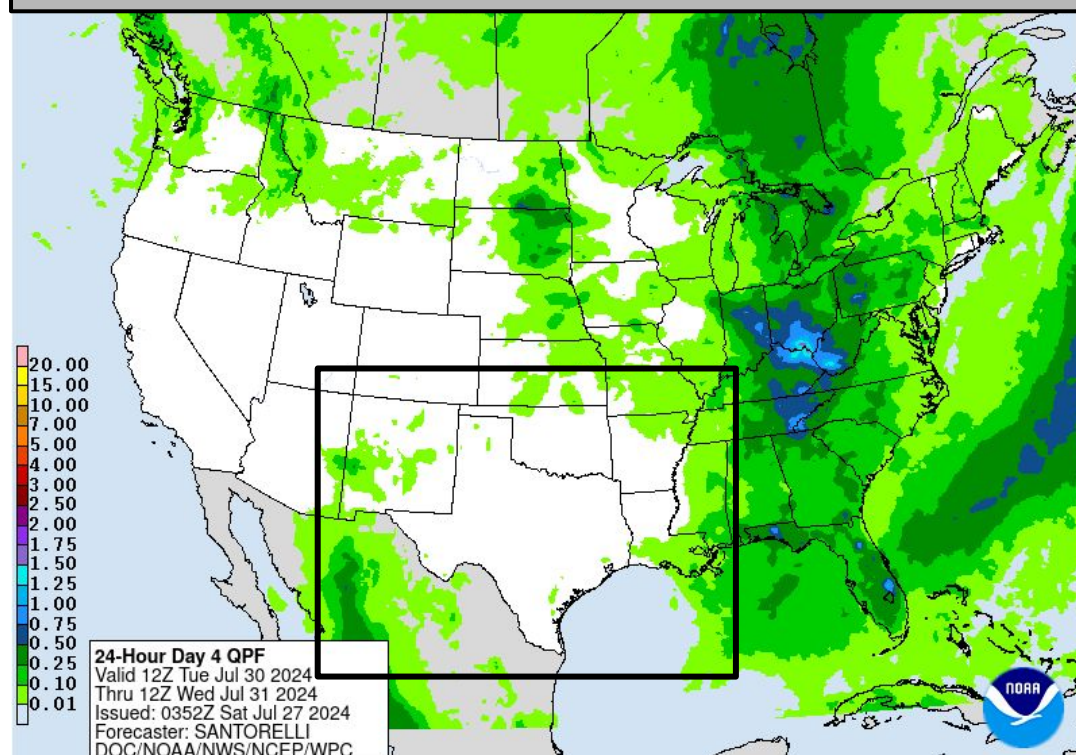 20.00
15.00
10.00
7.00
5.00
4.00
3.00
2.50
2.00
1.75
1.50
1.25
1.00
0.75
0.50
0.25
0.10
0.01
24-Hour Day 4 QPF
Valid 12Z Tue Jul 30 2024
Thru 12Z Wed Jul 31 2024
Issued: 0352Z Sat Jul 27 2024
Forecaster: SANTORELLI
DOC/NOAA/NWS/NCEP/WPC
NOAA